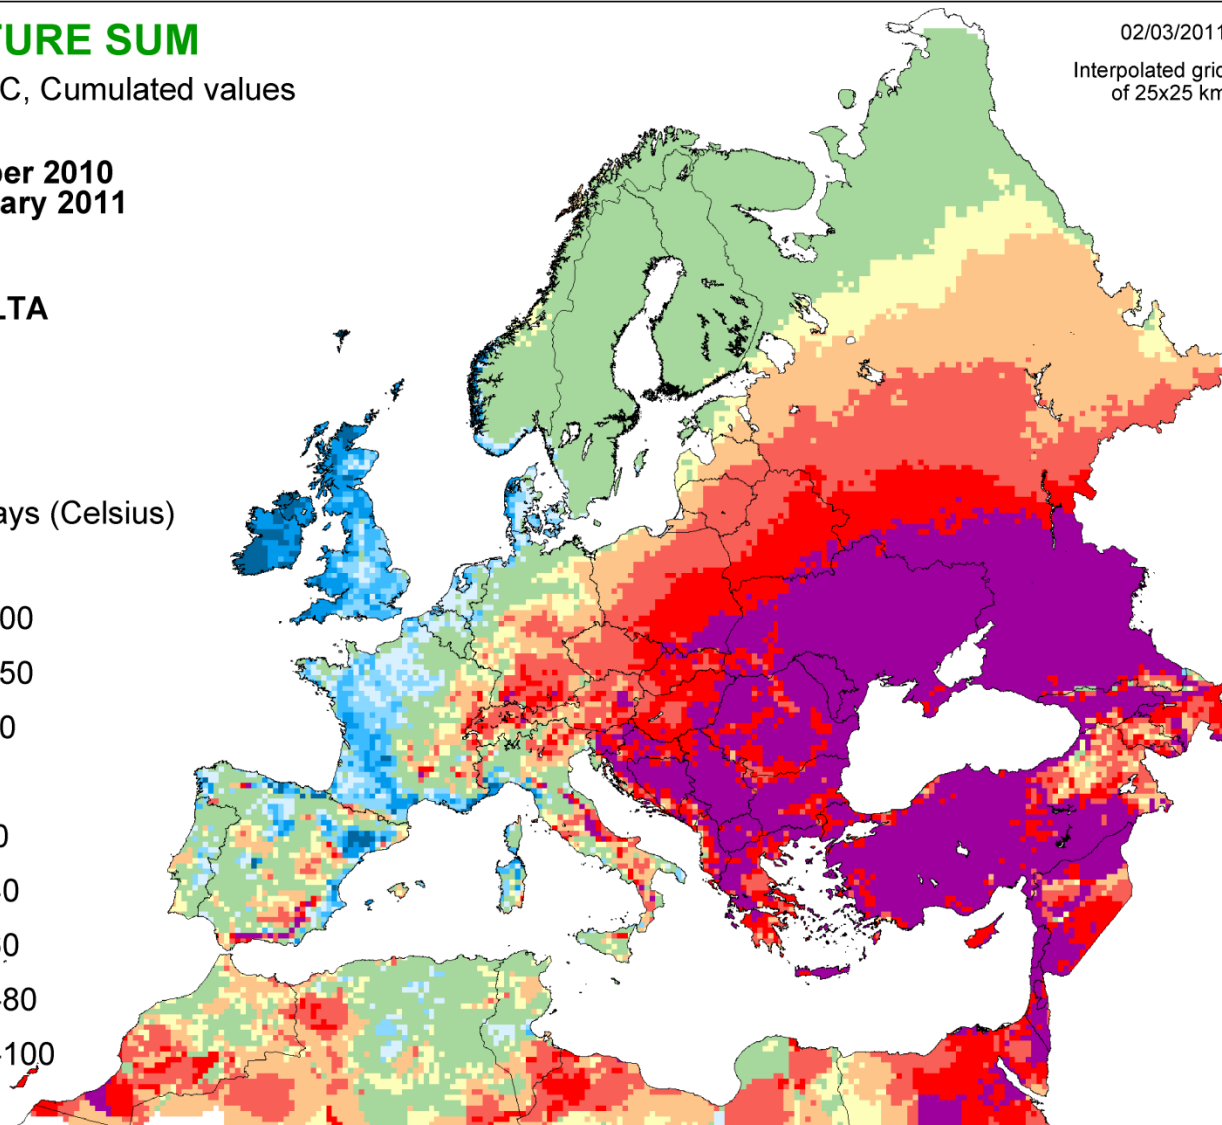 TURE SUM
C, Cumulated values
02/03/2011
Interpolated grid
of 25x25 km
ber 2010
ary 2011
LTA
ays (Celsius)
00
50
0
0
0
0
80
100